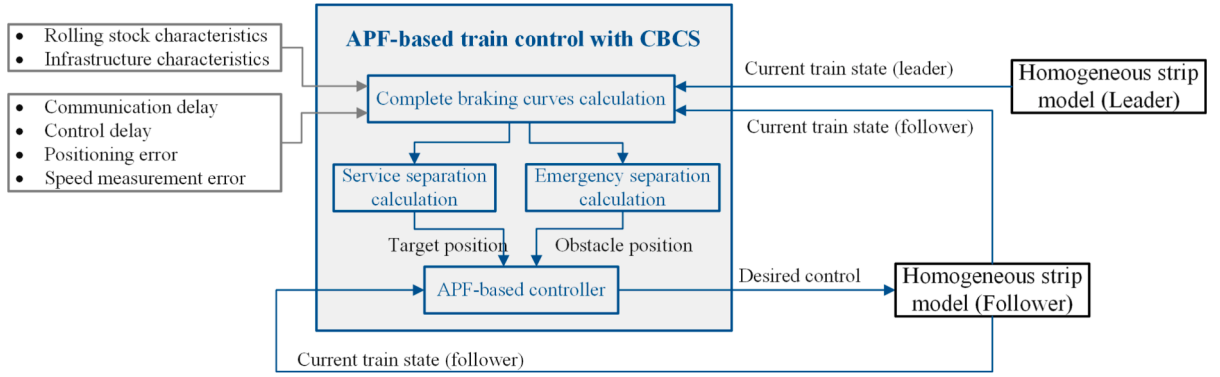 • Rolling stock characteristics
• Infrastructure characteristics
• Communication delay
• Control delay
• Positioning error
• Speed measurement error
APF-based train control with CBCS
Complete braking curves calculation
Service separation
calculation
Emergency separation
calculation
Target position
Obstacle position
APF-based controller
Current train state (leader)
Homogeneous strip
model (Leader)
Current train state (follower)
Desired control
Homogeneous strip
model (Follower)
Current train state (follower)